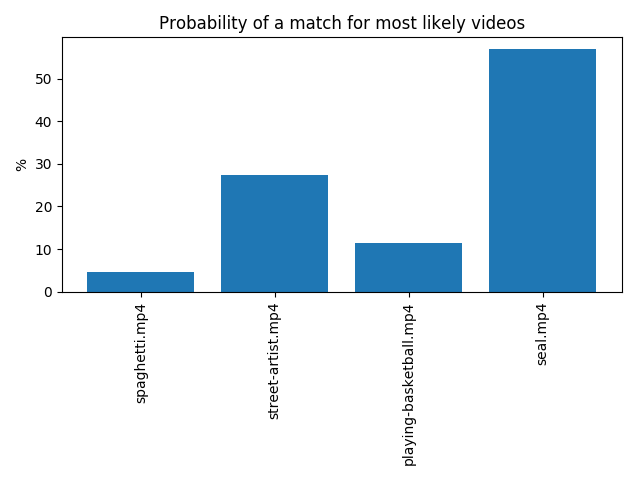 Probability of a match for most likely videos
%
50
40
30
20
10
0
spaghetti.mp4
street-artist.mp4
playing-basketball.mp4
seal.mp4